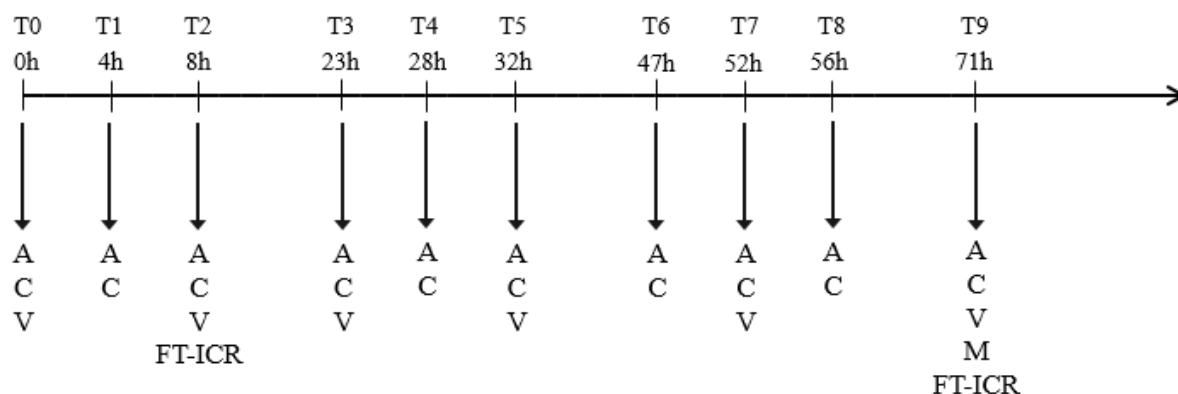 T0 T1 T2 T3 T4 T5 T6 T7 T8 T9
0h 4h 8h 23h 28h 32h 47h 52h 56h 71h
A A A A A A A A A A
C C C C C C C C C C
V V V V V V
FT-ICR M
FT-ICR